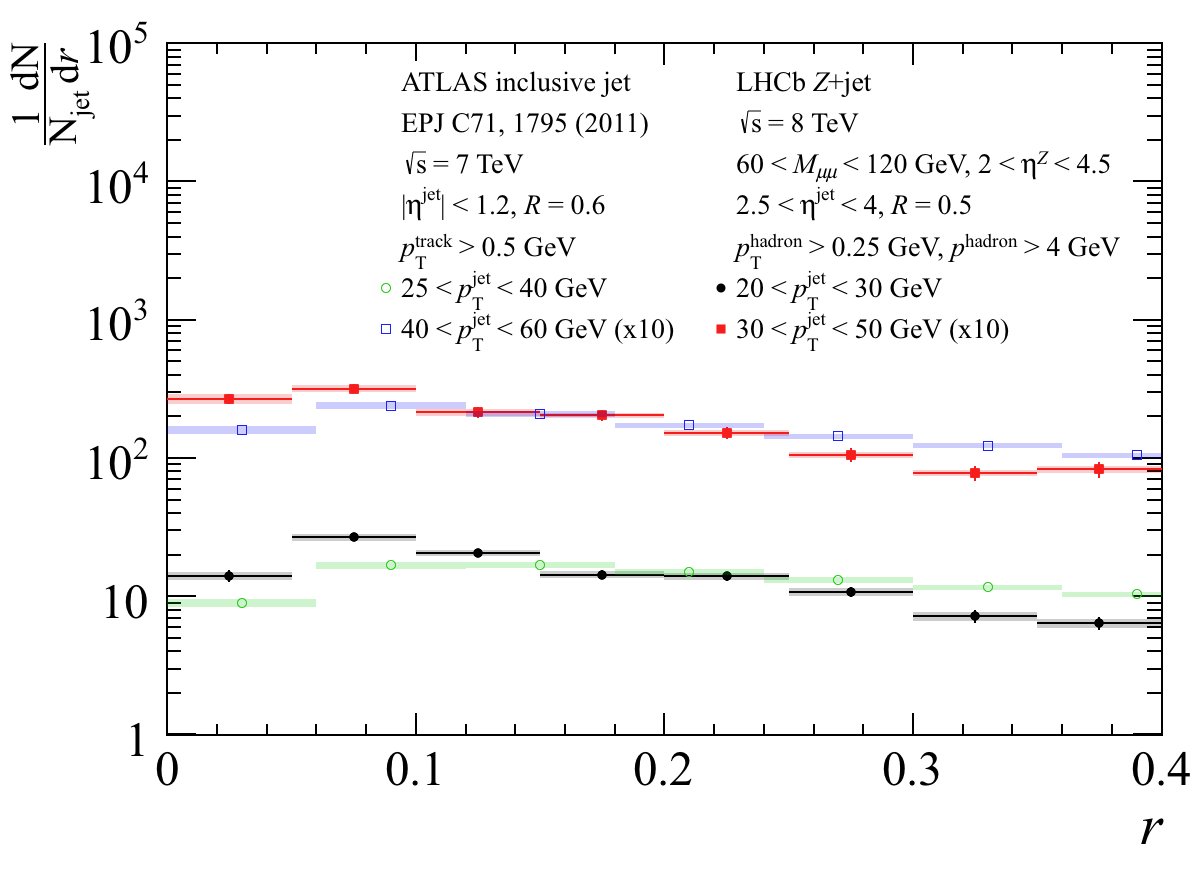 1 dN
N_jet dr
10^5
10^4
10^3
10^2
10
1
ATLAS inclusive jet
EPJ C71, 1795 (2011)
√s = 7 TeV
|η^jet| < 1.2, R = 0.6
p_T^track > 0.5 GeV
25 < p_T^jet < 40 GeV
40 < p_T^jet < 60 GeV (x10)
LHCb Z+jet
√s = 8 TeV
60 < M_μμ < 120 GeV, 2 < η^Z < 4.5
2.5 < η^jet < 4, R = 0.5
p_T^hadron > 0.25 GeV, p^hadron > 4 GeV
20 < p_T^jet < 30 GeV
30 < p_T^jet < 50 GeV (x10)
0 0.1 0.2 0.3 0.4
r